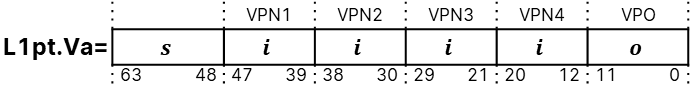 VPN1 VPN2 VPN3 VPN4 VPO
L1pt.Va= s i i i i o
63 48 47 39 38 30 29 21 20 12 11 0